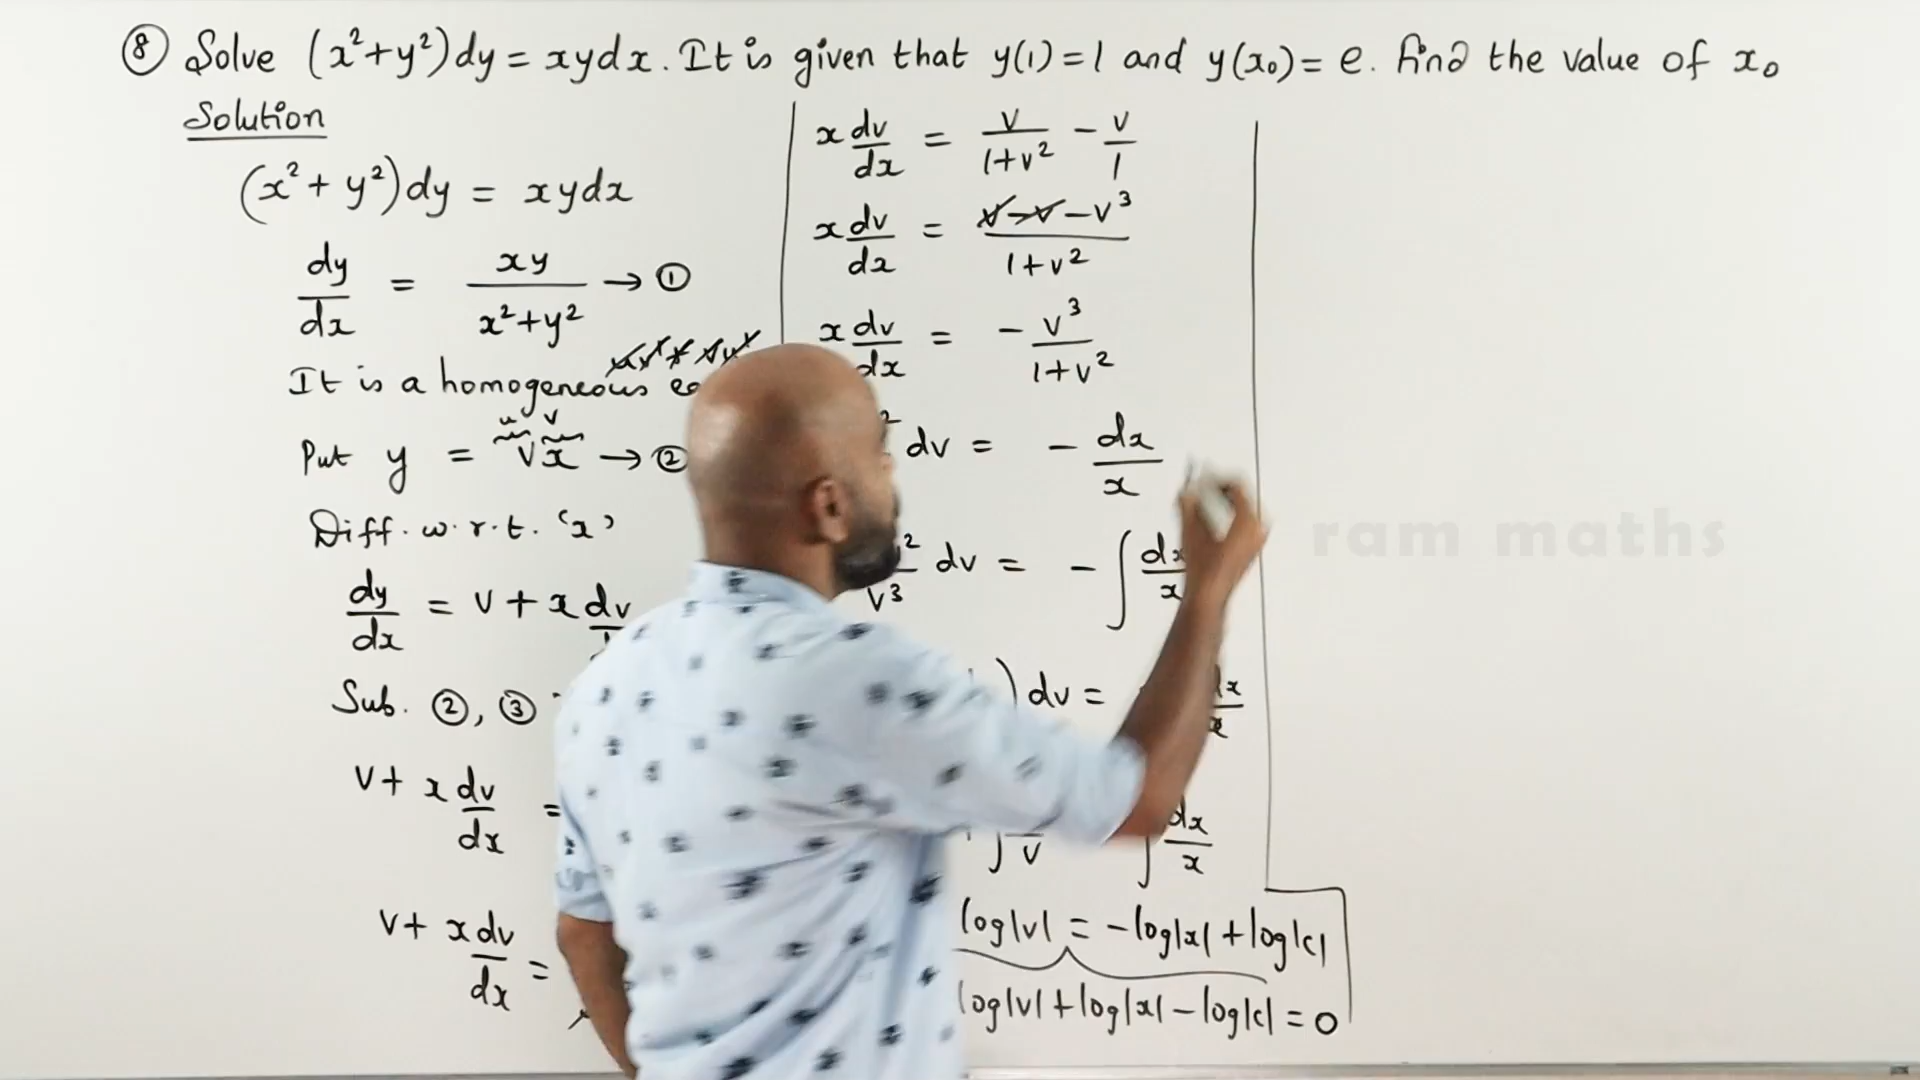 ⑧ Solve (x²+y²)dy = xydx. It is given that y(1)=1 and y(x₀)=e. Find the value of x₀
Solution
(x²+y²)dy = xydx
dy/dx = xy/(x²+y²) → ①
It is a homogeneous
u v
Put y = vx → ②
Diff. w.r.t. 'x'
dy/dx = v + x dv
Sub. ②, ③
v + x dv/dx =
v + x dv/dx =
x dv/dx = v/(1+v²) - v/1
x dv/dx = (v-v-v³)/(1+v²)
x dv/dx = - v³/(1+v²)
dv = - dx/x
v³ dv = - ∫ dx/x
) dv = dx/x
∫ v ∫ dx/x
log|v| = -log|x| + log|c|
log|v| + log|x| - log|c| = 0
ram maths